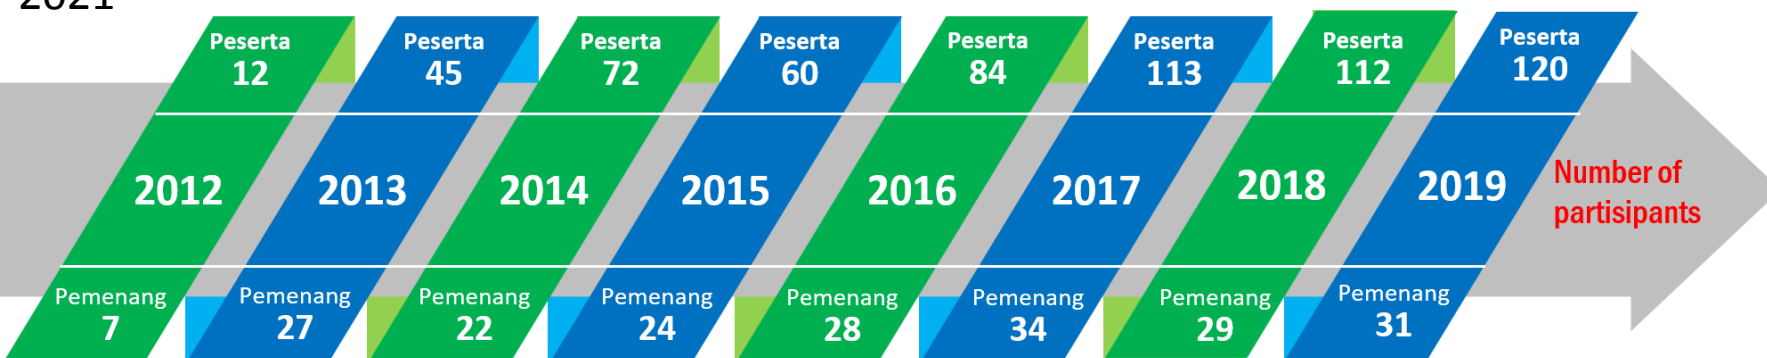 2021
Peserta
12
2012
Pemenang
7
Peserta
45
2013
Pemenang
27
Peserta
72
2014
Pemenang
22
Peserta
60
2015
Pemenang
24
Peserta
84
2016
Pemenang
28
Peserta
113
2017
Pemenang
34
Peserta
112
2018
Pemenang
29
Peserta
120
2019
Pemenang
31
Number of
partisipants